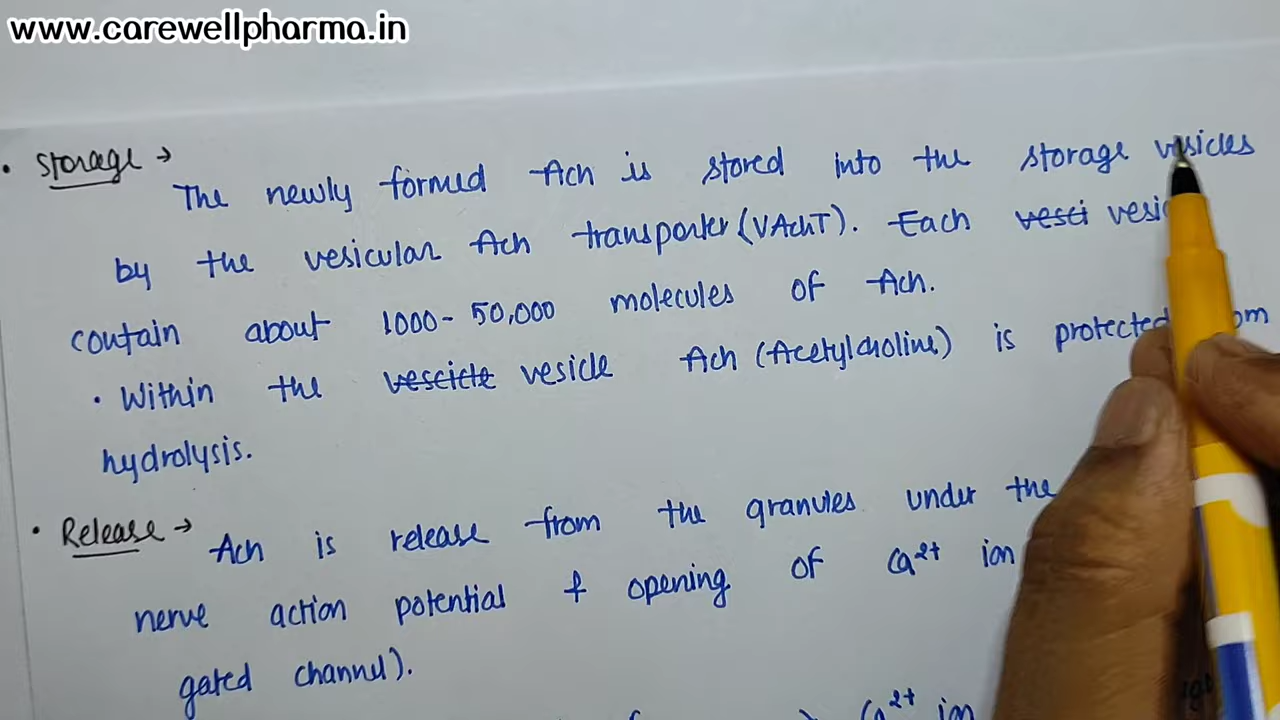 www.carewellpharma.in
• Storage →
The newly formed Ach is stored into the storage vesicles
by the vesicular Ach transporter (VAchT). Each vesci
contain about 1000 - 50,000 molecules of Ach.
• Within the vescicle vesicle Ach (Acetylcholine) is protected
hydrolysis.
• Release →
Ach is release from the granules under the
nerve action potential + opening of Ca2+ ion
gated channel).
Ca2+ ion